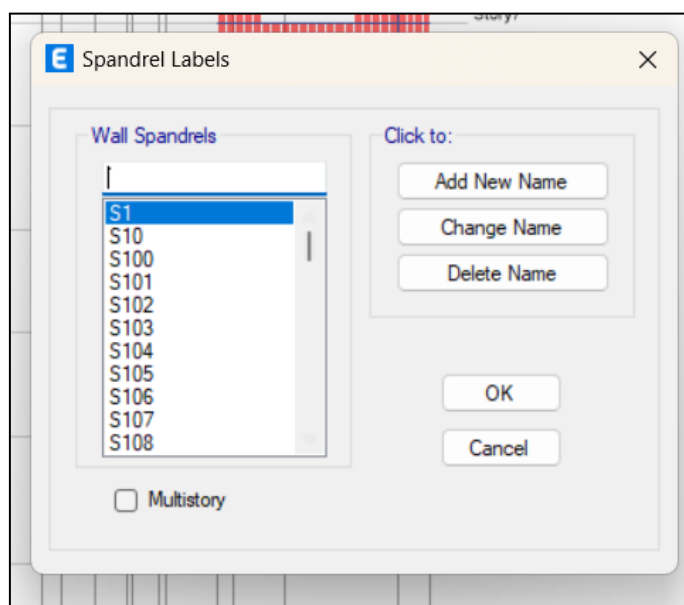 Story7
E Spandrel Labels
Wall Spandrels
S1
S10
S100
S101
S102
S103
S104
S105
S106
S107
S108
Multistory
Click to:
Add New Name
Change Name
Delete Name
OK
Cancel